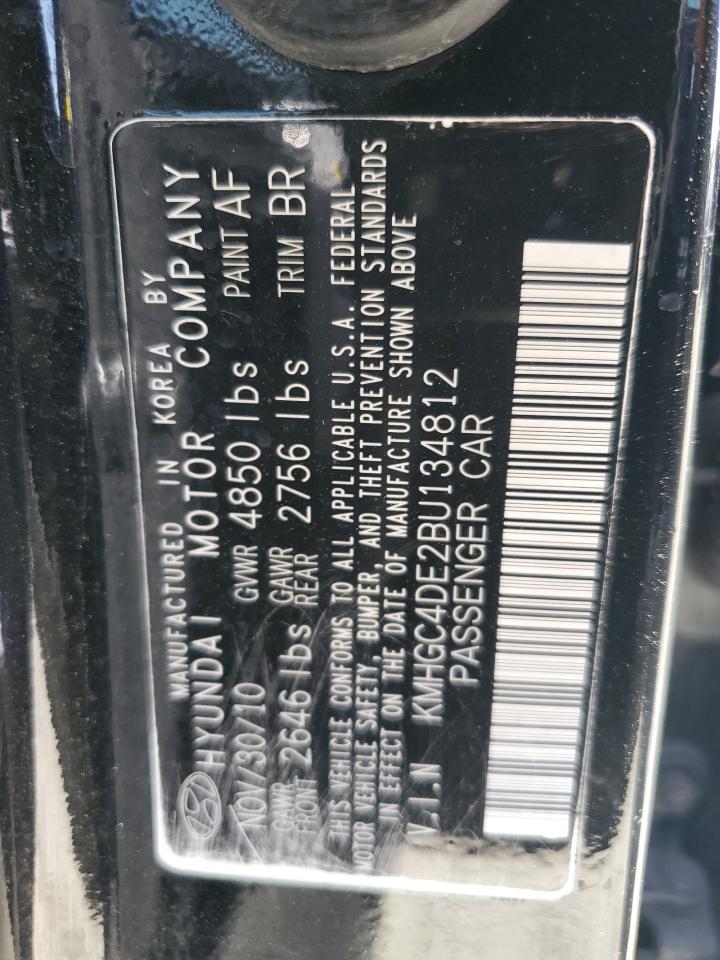 MANUFACTURED IN KOREA BY
HYUNDAI MOTOR COMPANY
NOV/30/10 GVWR 4850 lbs PAINT AF
GAWR FRONT 2646 lbs GAWR REAR 2756 lbs TRIM BR
THIS VEHICLE CONFORMS TO ALL APPLICABLE U.S.A. FEDERAL
MOTOR VEHICLE SAFETY, BUMPER, AND THEFT PREVENTION STANDARDS
IN EFFECT ON THE DATE OF MANUFACTURE SHOWN ABOVE
V.I.N KMHGC4DE2BU134812
PASSENGER CAR